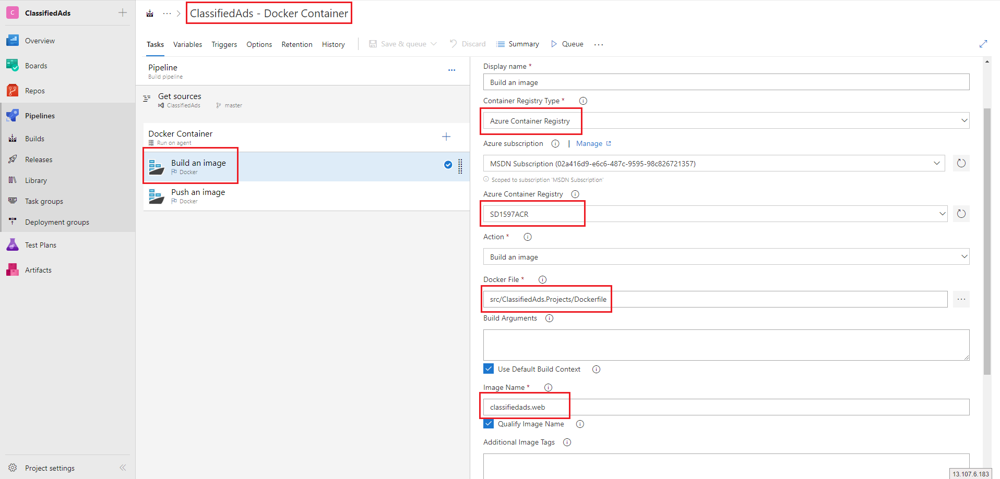 C ClassifiedAds
Overview
Boards
Repos
Pipelines
Builds
Releases
Library
Task groups
Deployment groups
Test Plans
Artifacts
Project settings
... ClassifiedAds - Docker Container
Tasks Variables Triggers Options Retention History Save & queue Discard Summary Queue ...
Pipeline
Build pipeline
Get sources
ClassifiedAds master
Docker Container
Run on agent
Build an image
Docker
Push an image
Docker
Display name *
Build an image
Container Registry Type *
Azure Container Registry
Azure subscription | Manage
MSDN Subscription (02a416d9-e6c6-487c-9595-98c826721357)
Scoped to subscription 'MSDN Subscription'
Azure Container Registry
SD1597ACR
Action *
Build an image
Docker File *
src/ClassifiedAds.Projects/Dockerfile
Build Arguments
Use Default Build Context
Image Name *
classifiedads.web
Qualify Image Name
Additional Image Tags
13.107.6.183